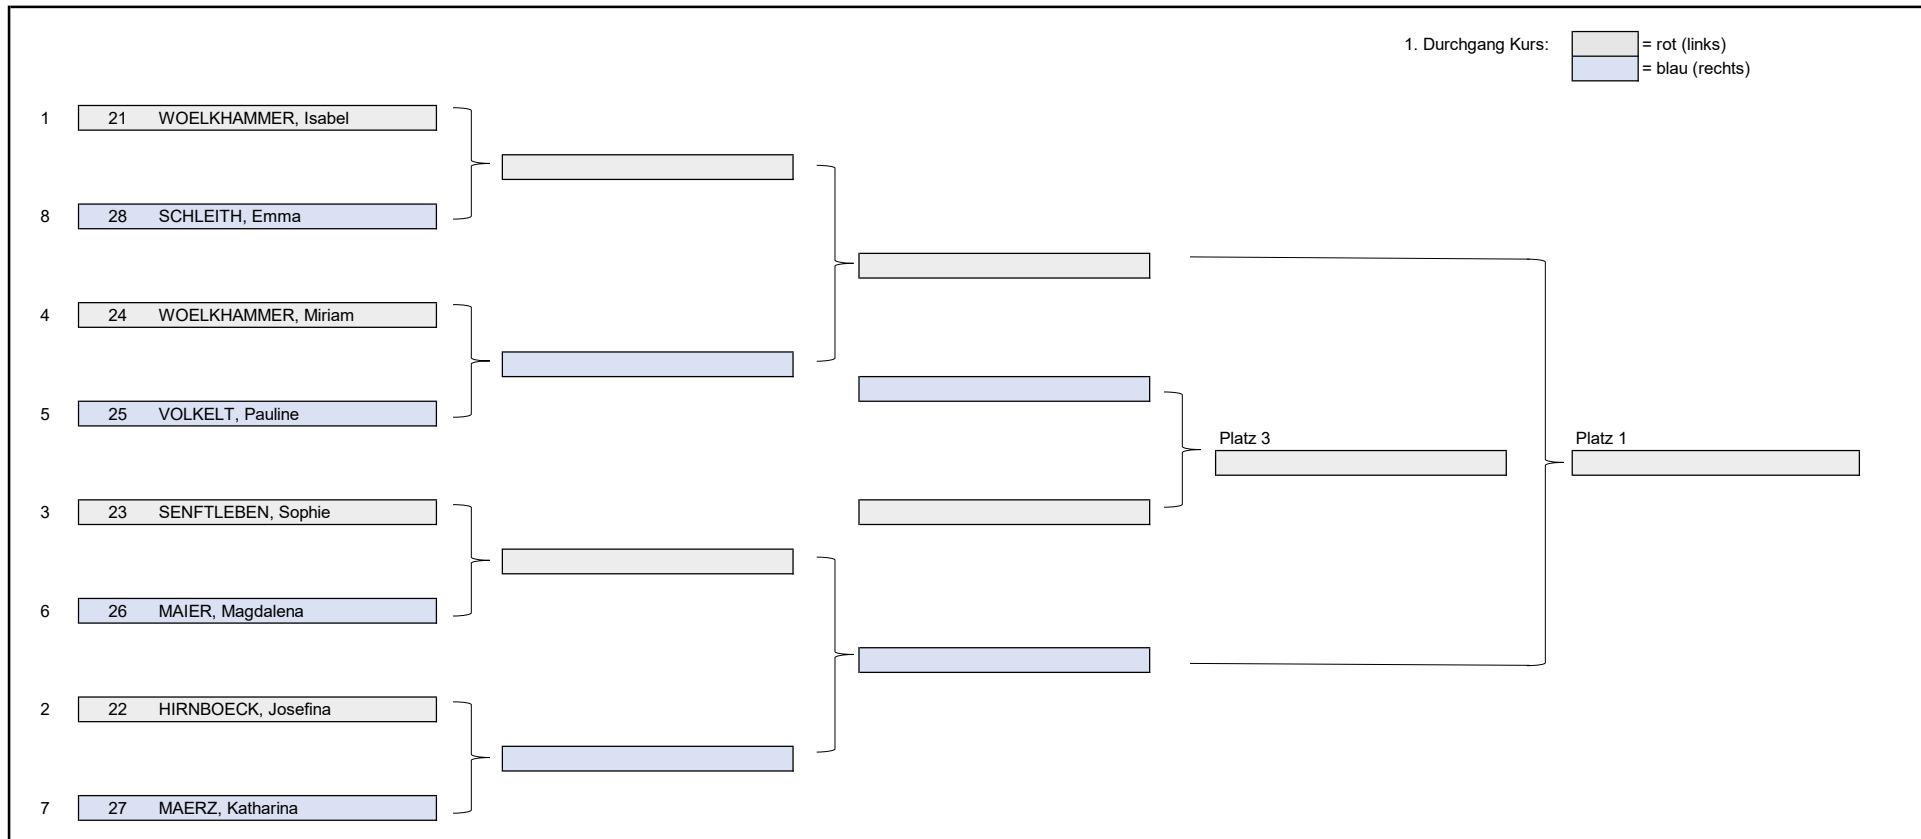 1. Durchgang Kurs: = rot (links)
= blau (rechts)
1 21 WOELKHAMMER, Isabel
8 28 SCHLEITH, Emma
4 24 WOELKHAMMER, Miriam
5 25 VOLKELT, Pauline
Platz 3 Platz 1
3 23 SENFTLEBEN, Sophie
6 26 MAIER, Magdalena
2 22 HIRNBOECK, Josefina
7 27 MAERZ, Katharina